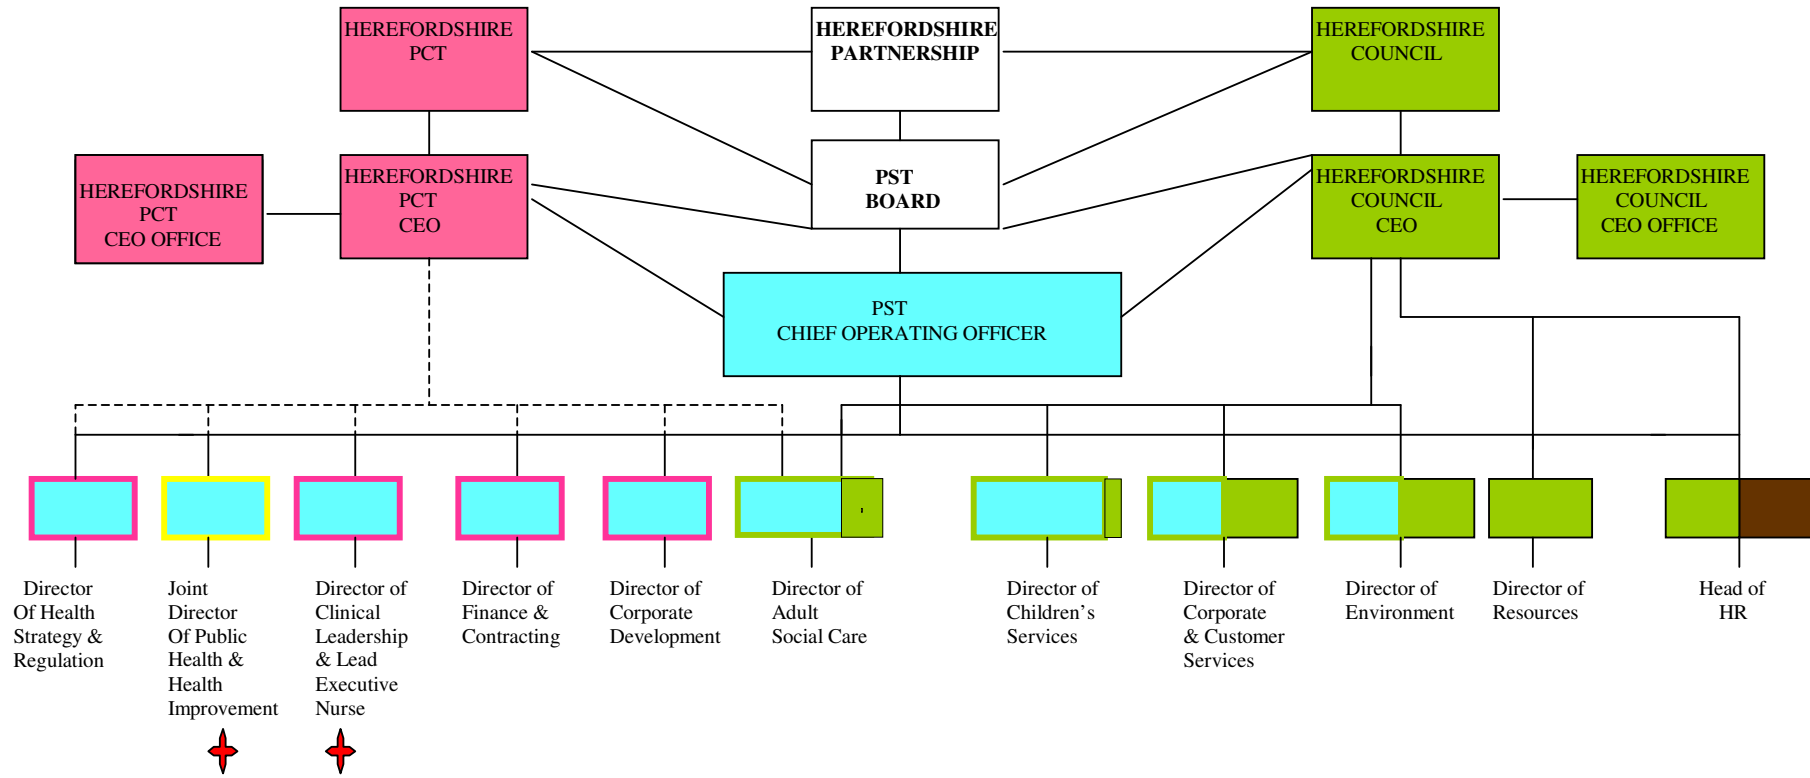 HEREFORDSHIRE
PCT
HEREFORDSHIRE
PARTNERSHIP
HEREFORDSHIRE
COUNCIL
HEREFORDSHIRE
PCT
CEO OFFICE
HEREFORDSHIRE
PCT
CEO
PST
BOARD
HEREFORDSHIRE
COUNCIL
CEO
HEREFORDSHIRE
COUNCIL
CEO OFFICE
PST
CHIEF OPERATING OFFICER
Director
Of Health
Strategy &
Regulation
Joint
Director
Of Public
Health &
Health
Improvement
Director of
Clinical
Leadership
& Lead
Executive
Nurse
Director of
Finance &
Contracting
Director of
Corporate
Development
Director of
Adult
Social Care
Director of
Children’s
Services
Director of
Corporate
& Customer
Services
Director of
Environment
Director of
Resources
Head of
HR